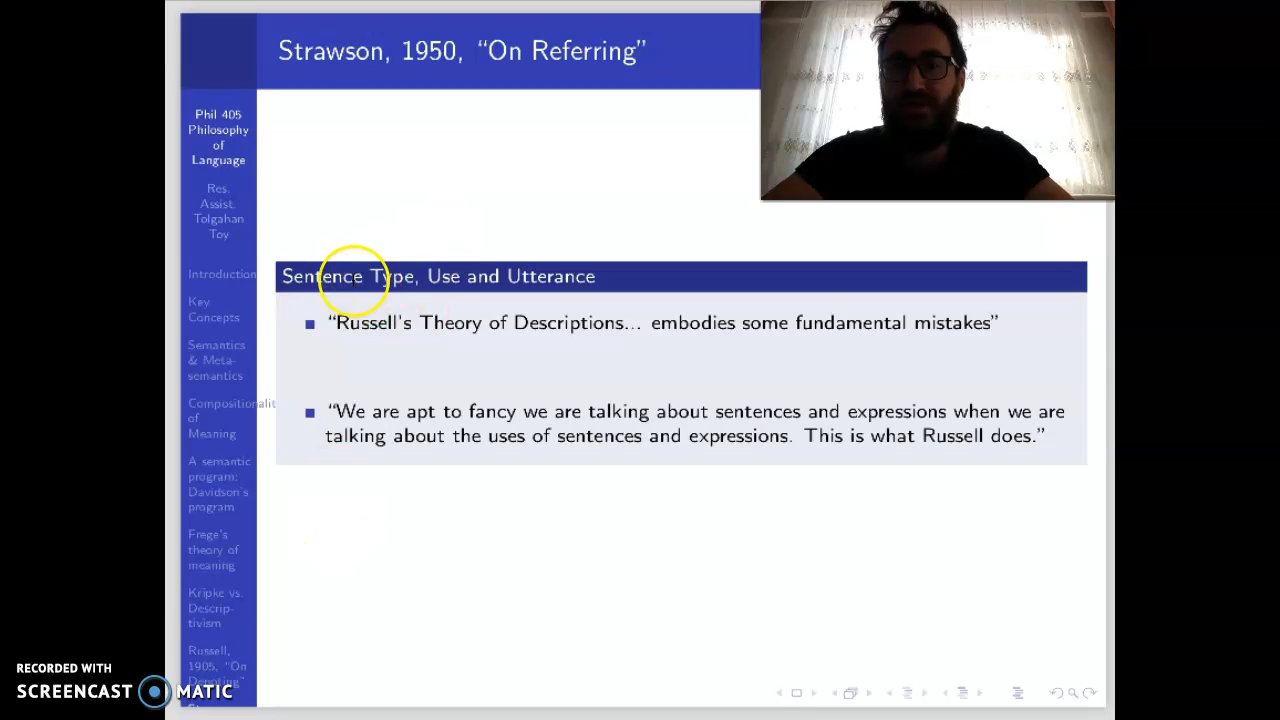 Strawson, 1950, “On Referring”
Phil 405
Philosophy
of
Language
Res.
Assist.
Tolgahan
Toy
Introduction
Key
Concepts
Semantics
& Meta-
semantics
Compositionalit
of
Meaning
A semantic
program:
Davidson's
program
Frege's
theory of
meaning
Kripke vs.
Descrip-
tivism
Russell,
1905, “On
Denoting”
Sentence Type, Use and Utterance
“Russell's Theory of Descriptions... embodies some fundamental mistakes”
“We are apt to fancy we are talking about sentences and expressions when we are
talking about the uses of sentences and expressions. This is what Russell does.”
RECORDED WITH
SCREENCAST MATIC